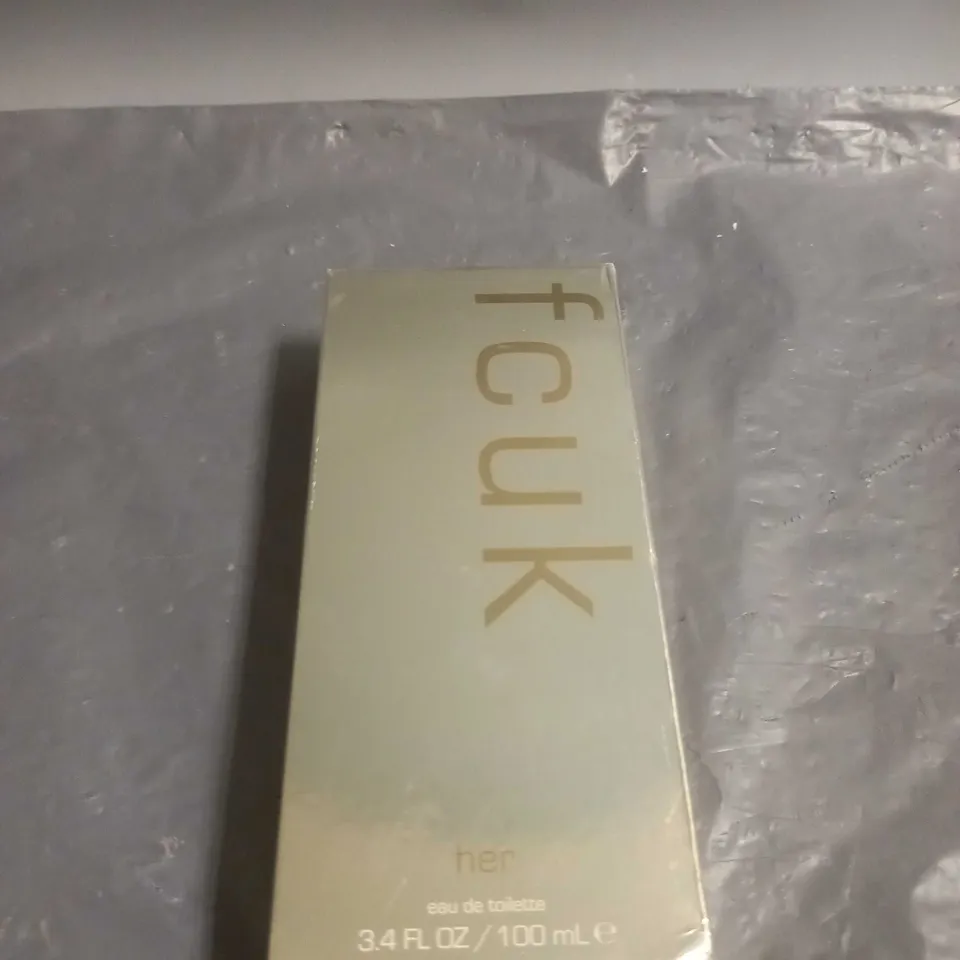 fcuk
her
eau de toilette
3.4 FL OZ / 100 mL ℮